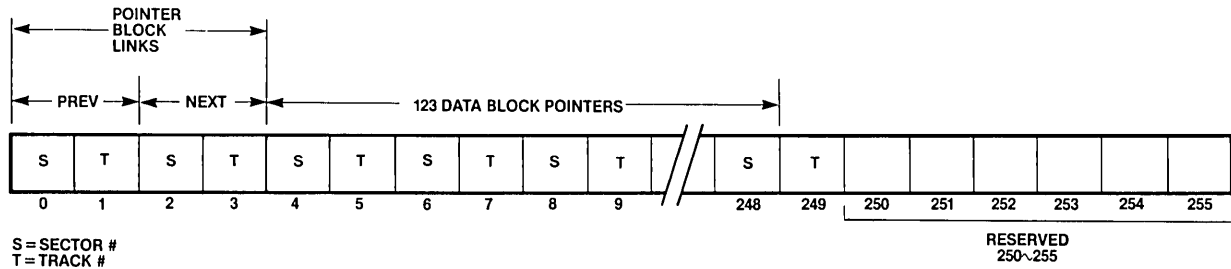 POINTER
BLOCK
LINKS
PREV NEXT 123 DATA BLOCK POINTERS
S T S T S T S T S T S T
0 1 2 3 4 5 6 7 8 9 248 249 250 251 252 253 254 255
S = SECTOR #
T = TRACK #
RESERVED
250~255